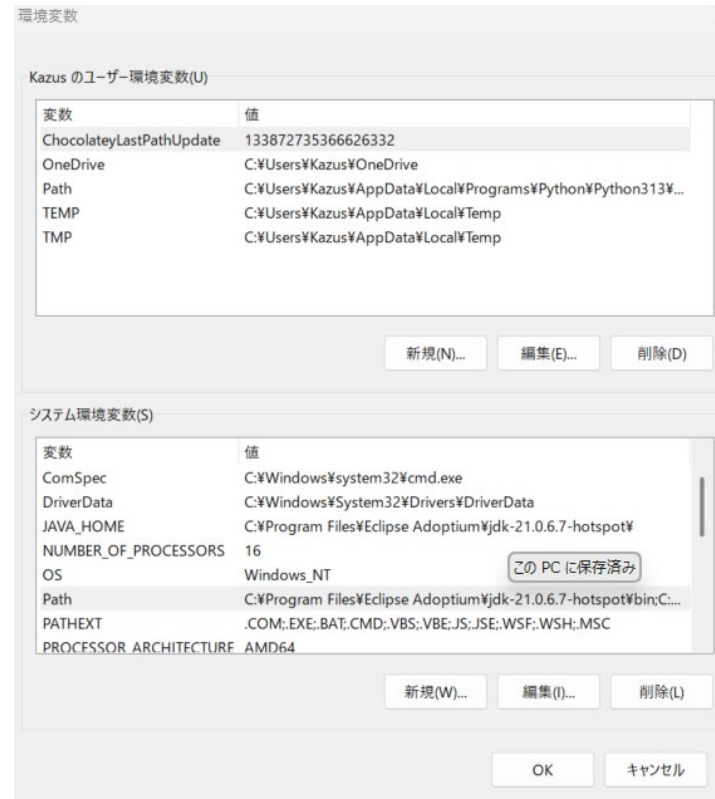 環境変数
Kazus のユーザー環境変数(U)
変数 値
ChocolateyLastPathUpdate 133872735366626332
OneDrive C:¥Users¥Kazus¥OneDrive
Path C:¥Users¥Kazus¥AppData¥Local¥Programs¥Python¥Python313¥...
TEMP C:¥Users¥Kazus¥AppData¥Local¥Temp
TMP C:¥Users¥Kazus¥AppData¥Local¥Temp
新規(N)... 編集(E)... 削除(D)
システム環境変数(S)
変数 値
ComSpec C:¥Windows¥system32¥cmd.exe
DriverData C:¥Windows¥System32¥Drivers¥DriverData
JAVA_HOME C:¥Program Files¥Eclipse Adoptium¥jdk-21.0.6.7-hotspot¥
NUMBER_OF_PROCESSORS 16
OS Windows_NT
この PC に保存済み
Path C:¥Program Files¥Eclipse Adoptium¥jdk-21.0.6.7-hotspot¥bin;C:...
PATHEXT .COM;.EXE;.BAT;.CMD;.VBS;.VBE;.JS;.JSE;.WSF;.WSH;.MSC
PROCESSOR_ARCHITECTURE AMD64
新規(W)... 編集(I)... 削除(L)
OK キャンセル